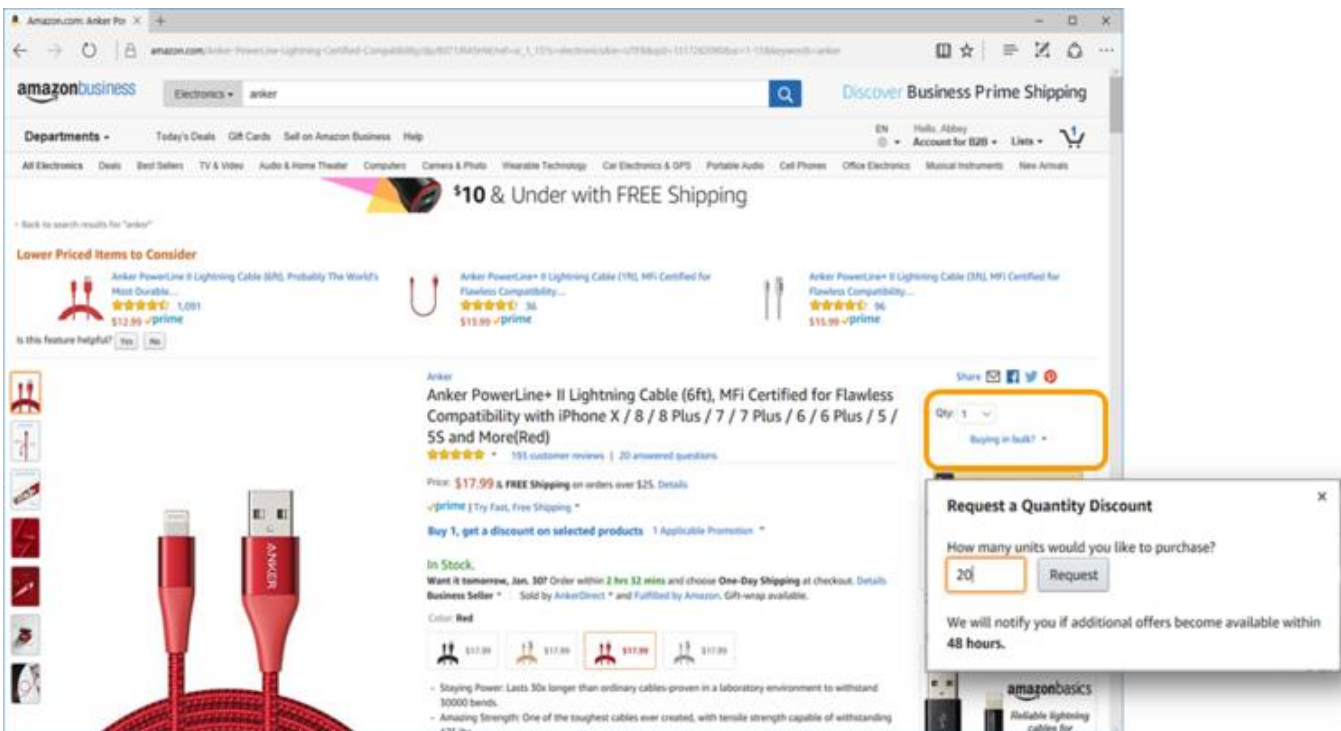 Amazon.com: Anker Po
amazon.com
amazonbusiness
Electronics
anker
Discover Business Prime Shipping
Departments
Today's Deals Gift Cards Sell on Amazon Business Help
EN
Hello, Abbey
Account for B2B
Lists
1
All Electronics Deals Best Sellers TV & Video Audio & Home Theater Computers Camera & Photo Wearable Technology Car Electronics & GPS Portable Audio Cell Phones Office Electronics Musical Instruments New Arrivals
$10 & Under with FREE Shipping
‹ Back to search results for "anker"
Lower Priced Items to Consider
Anker PowerLine II Lightning Cable (6ft), Probably The World's
Most Durable...
1,091
$12.99 prime
Anker PowerLine+ II Lightning Cable (1ft), MFi Certified for
Flawless Compatibility...
36
$13.99 prime
Anker PowerLine+ II Lightning Cable (3ft), MFi Certified for
Flawless Compatibility...
96
$15.99 prime
Is this feature helpful? Yes No
Anker
Anker PowerLine+ II Lightning Cable (6ft), MFi Certified for Flawless
Compatibility with iPhone X / 8 / 8 Plus / 7 / 7 Plus / 6 / 6 Plus / 5 /
5S and More(Red)
195 customer reviews | 20 answered questions
Price: $17.99 & FREE Shipping on orders over $25. Details
prime | Try Fast, Free Shipping
Buy 1, get a discount on selected products 1 Applicable Promotion
In Stock.
Want it tomorrow, Jan. 30? Order within 2 hrs 32 mins and choose One-Day Shipping at checkout. Details
Business Seller Sold by AnkerDirect and Fulfilled by Amazon. Gift-wrap available.
Color: Red
$17.99 $17.99 $17.99 $17.99
- Staying Power: Lasts 30x longer than ordinary cables-proven in a laboratory environment to withstand
30000 bends.
- Amazing Strength: One of the toughest cables ever created, with tensile strength capable of withstanding
ANKER
Share
Qty: 1
Buying in bulk?
Request a Quantity Discount
How many units would you like to purchase?
20
Request
We will notify you if additional offers become available within
48 hours.
amazonbasics
Reliable lightning
cables for